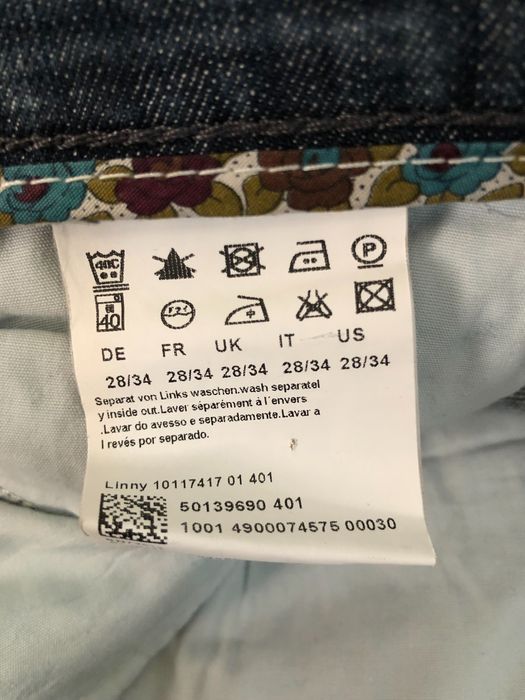 40C P
40
DE FR UK IT US
28/34 28/34 28/34 28/34 28/34
Separat von Links waschen.wash separatel
y inside out.Laver séparément à l'envers
.Lavar do avesso e separadamente.Lavar a
l revés por separado.
Linny 10117417 01 401
50139690 401
1001 4900074575 00030